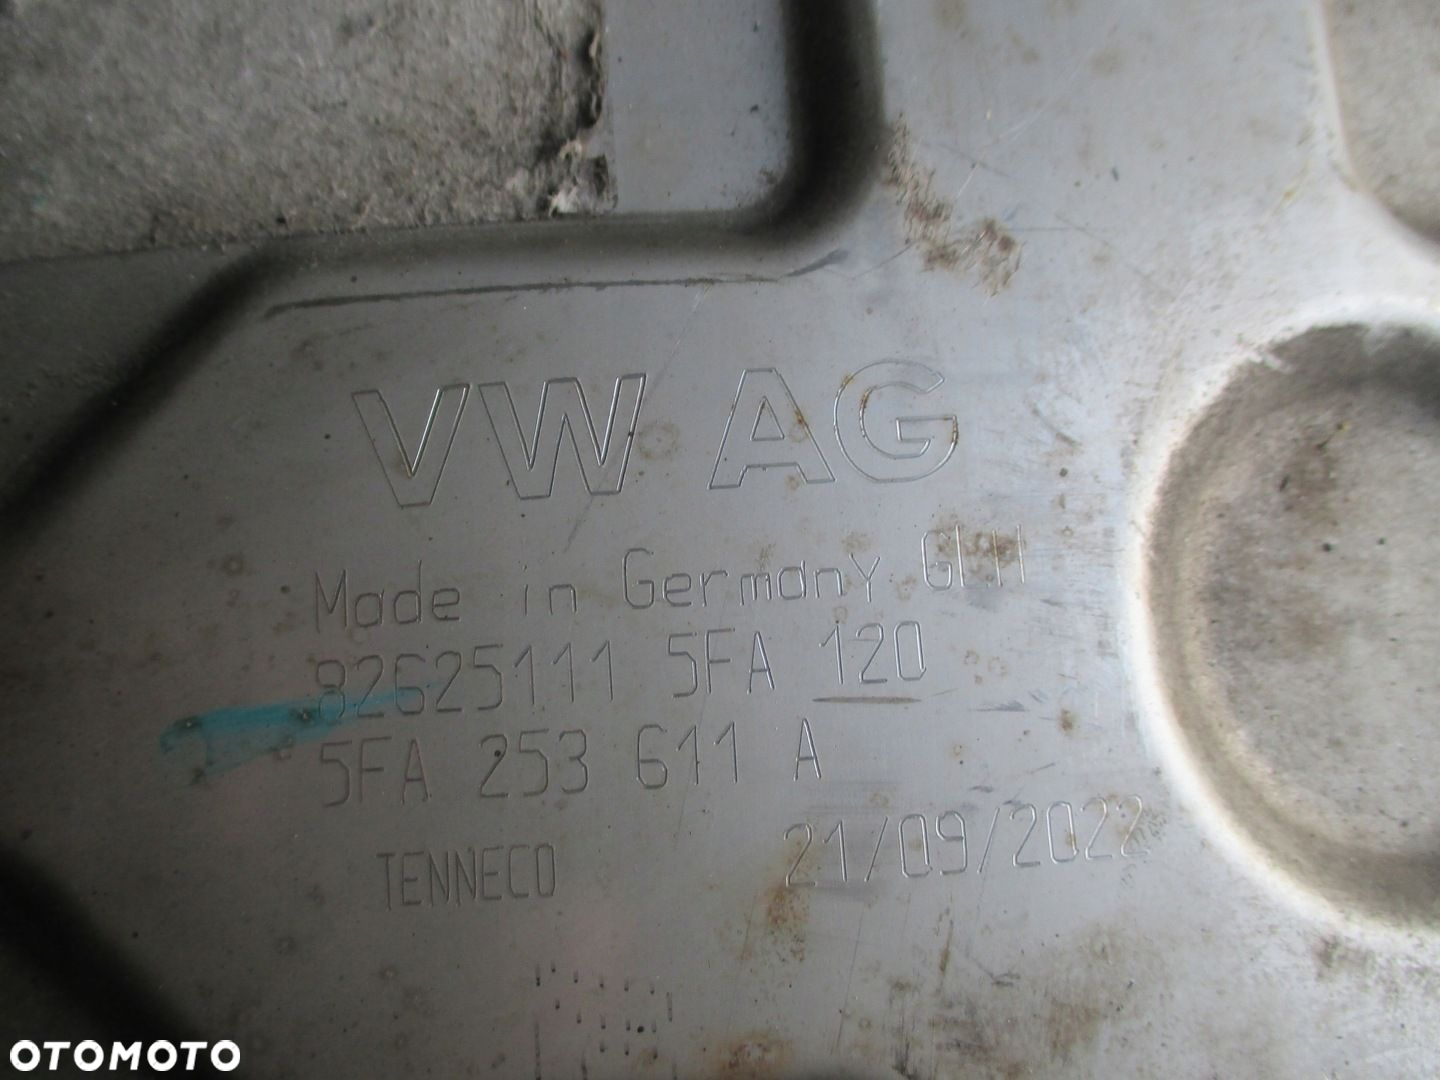 VW AG
Made in Germany
82625111 5FA 120
5FA 253 611 A
TENNECO 21/09/2022
OTOMOTO